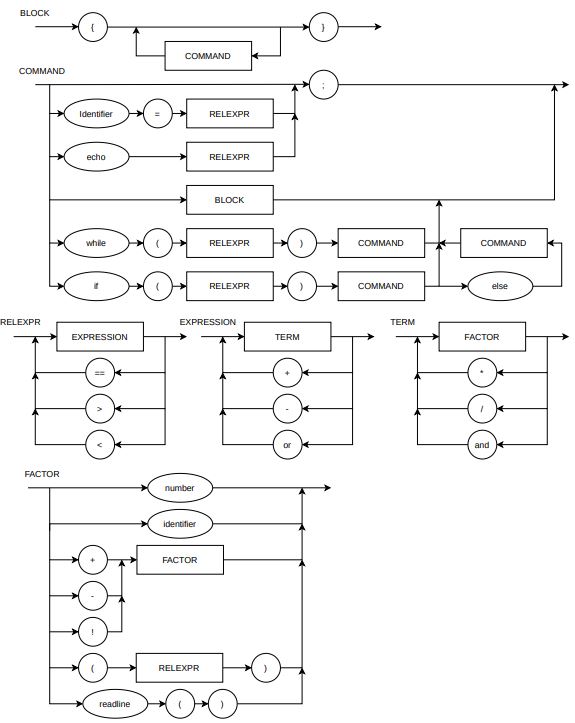 BLOCK
{ }
COMMAND
COMMAND
;
Identifier = RELEXPR
echo RELEXPR
BLOCK
while ( RELEXPR ) COMMAND COMMAND
if ( RELEXPR ) COMMAND else
RELEXPR EXPRESSION TERM
EXPRESSION TERM FACTOR
== + *
> - /
< or and
FACTOR
number
identifier
+ FACTOR
-
!
( RELEXPR )
readline ( )